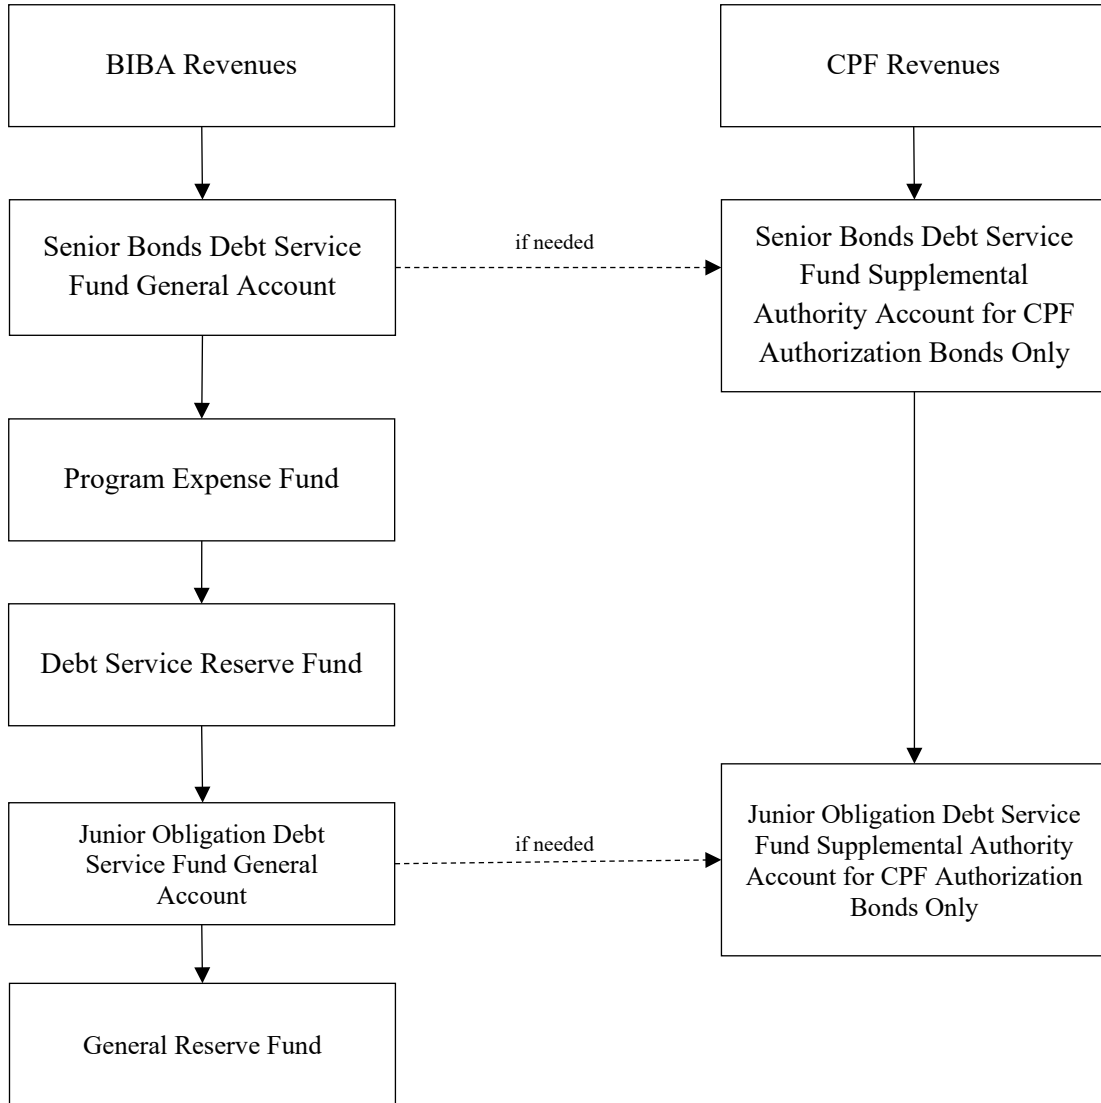 BIBA Revenues
CPF Revenues
Senior Bonds Debt Service
Fund General Account
if needed
Senior Bonds Debt Service
Fund Supplemental
Authority Account for CPF
Authorization Bonds Only
Program Expense Fund
Debt Service Reserve Fund
Junior Obligation Debt
Service Fund General
Account
if needed
Junior Obligation Debt Service
Fund Supplemental Authority
Account for CPF Authorization
Bonds Only
General Reserve Fund